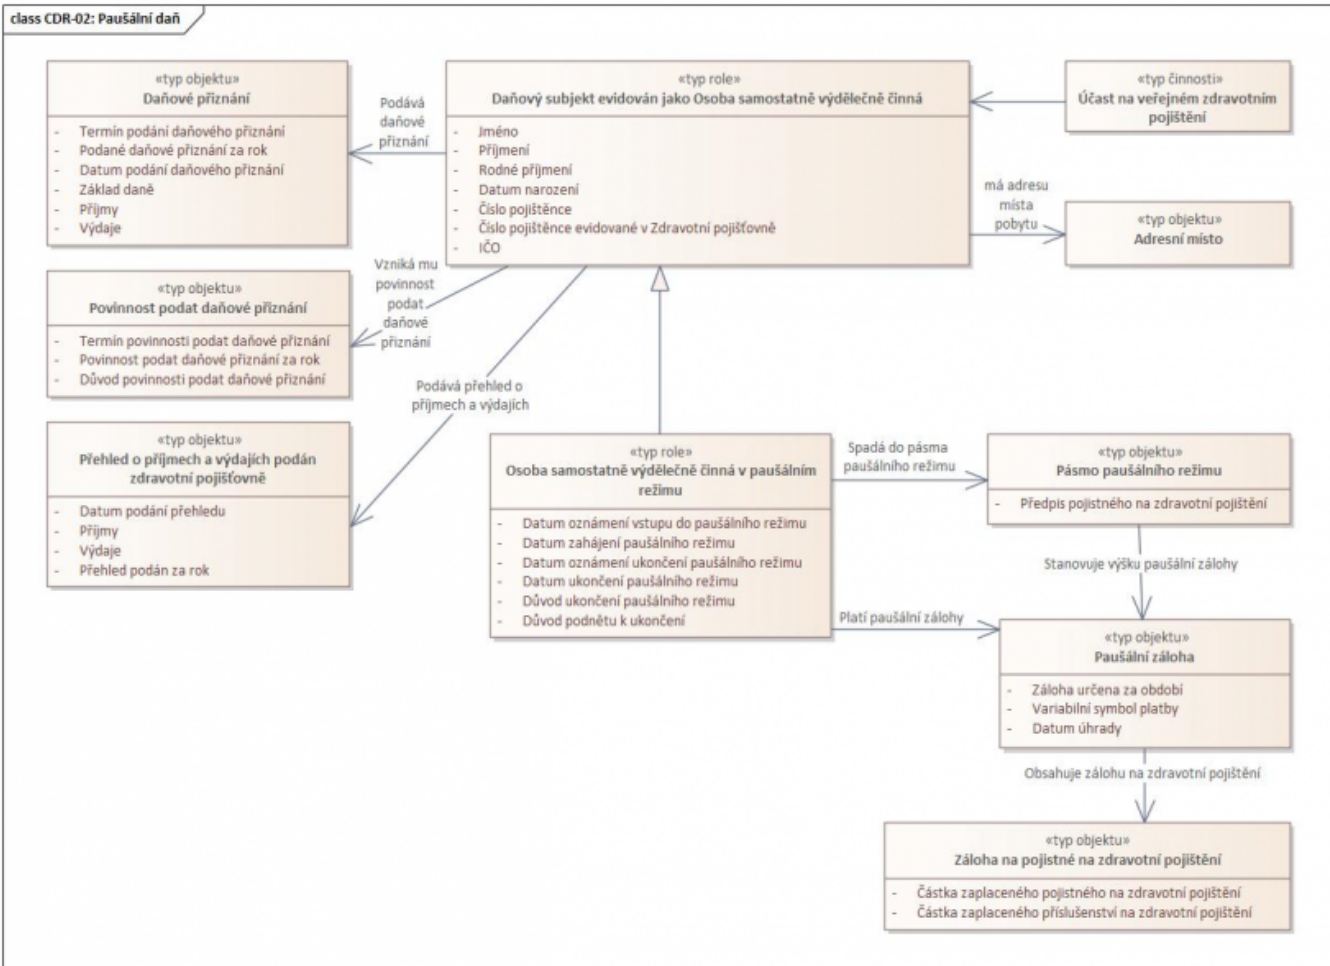 class CDR-02: Paušální daň
«typ objektu»
Daňové přiznání
- Termín podání daňového přiznání
- Podané daňové přiznání za rok
- Datum podání daňového přiznání
- Základ daně
- Příjmy
- Výdaje
Podává
daňové
přiznání
«typ role»
Daňový subjekt evidován jako Osoba samostatně výdělečně činná
- Jméno
- Příjmení
- Rodné příjmení
- Datum narození
- Číslo pojištěnce
- Číslo pojištěnce evidované v Zdravotní pojišťovně
- IČO
«typ činnosti»
Účast na veřejném zdravotním
pojištění
má adresu
místa
pobytu
«typ objektu»
Adresní místo
«typ objektu»
Povinnost podat daňové přiznání
- Termín povinnosti podat daňové přiznání
- Povinnost podat daňové přiznání za rok
- Důvod povinnosti podat daňové přiznání
Vzniká mu
povinnost
podat
daňové
přiznání
Podává přehled o
příjmech a výdajích
«typ objektu»
Přehled o příjmech a výdajích podán
zdravotní pojišťovně
- Datum podání přehledu
- Příjmy
- Výdaje
- Přehled podán za rok
«typ role»
Osoba samostatně výdělečně činná v paušálním
režimu
- Datum oznámení vstupu do paušálního režimu
- Datum zahájení paušálního režimu
- Datum oznámení ukončení paušálního režimu
- Datum ukončení paušálního režimu
- Důvod ukončení paušálního režimu
- Důvod podnětu k ukončení
Spadá do pásma
paušálního režimu
«typ objektu»
Pásmo paušálního režimu
- Předpis pojistného na zdravotní pojištění
Stanovuje výšku paušální zálohy
Platí paušální zálohy
«typ objektu»
Paušální záloha
- Záloha určena za období
- Variabilní symbol platby
- Datum úhrady
Obsahuje zálohu na zdravotní pojištění
«typ objektu»
Záloha na pojistné na zdravotní pojištění
- Částka zaplaceného pojistného na zdravotní pojištění
- Částka zaplaceného příslušenství na zdravotní pojištění